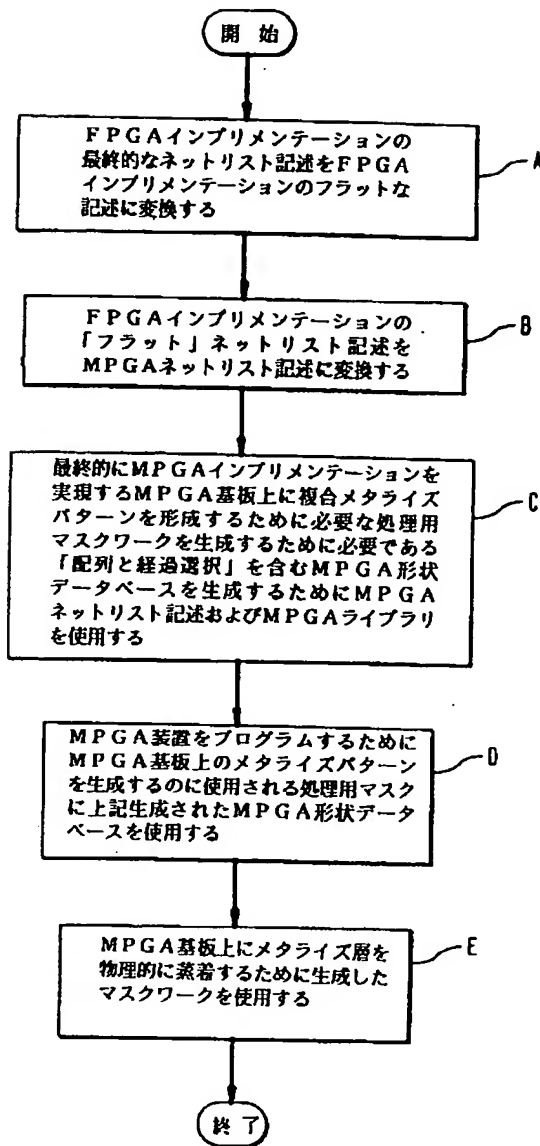 開始
FPGAインプリメンテーションの
最終的なネットリスト記述をFPGA
インプリメンテーションのフラットな
記述に変換する
A
FPGAインプリメンテーションの
「フラット」ネットリスト記述を
MPGAネットリスト記述に変換する
B
最終的にMPGAインプリメンテーションを
実現するMPGA基板上に複合メタライズ
パターンを形成するために必要な処理用
マスクワークを生成するために必要である
「配列と経過選択」を含むMPGA形状
データベースを生成するためにMPGA
ネットリスト記述およびMPGAライブラリ
を使用する
C
MPGA装置をプログラムするために
MPGA基板上のメタライズパターン
を生成するのに使用される処理用マスク
に上記生成されたMPGA形状データ
ベースを使用する
D
MPGA基板上にメタライズ層を
物理的に蒸着するために生成した
マスクワークを使用する
E
終了